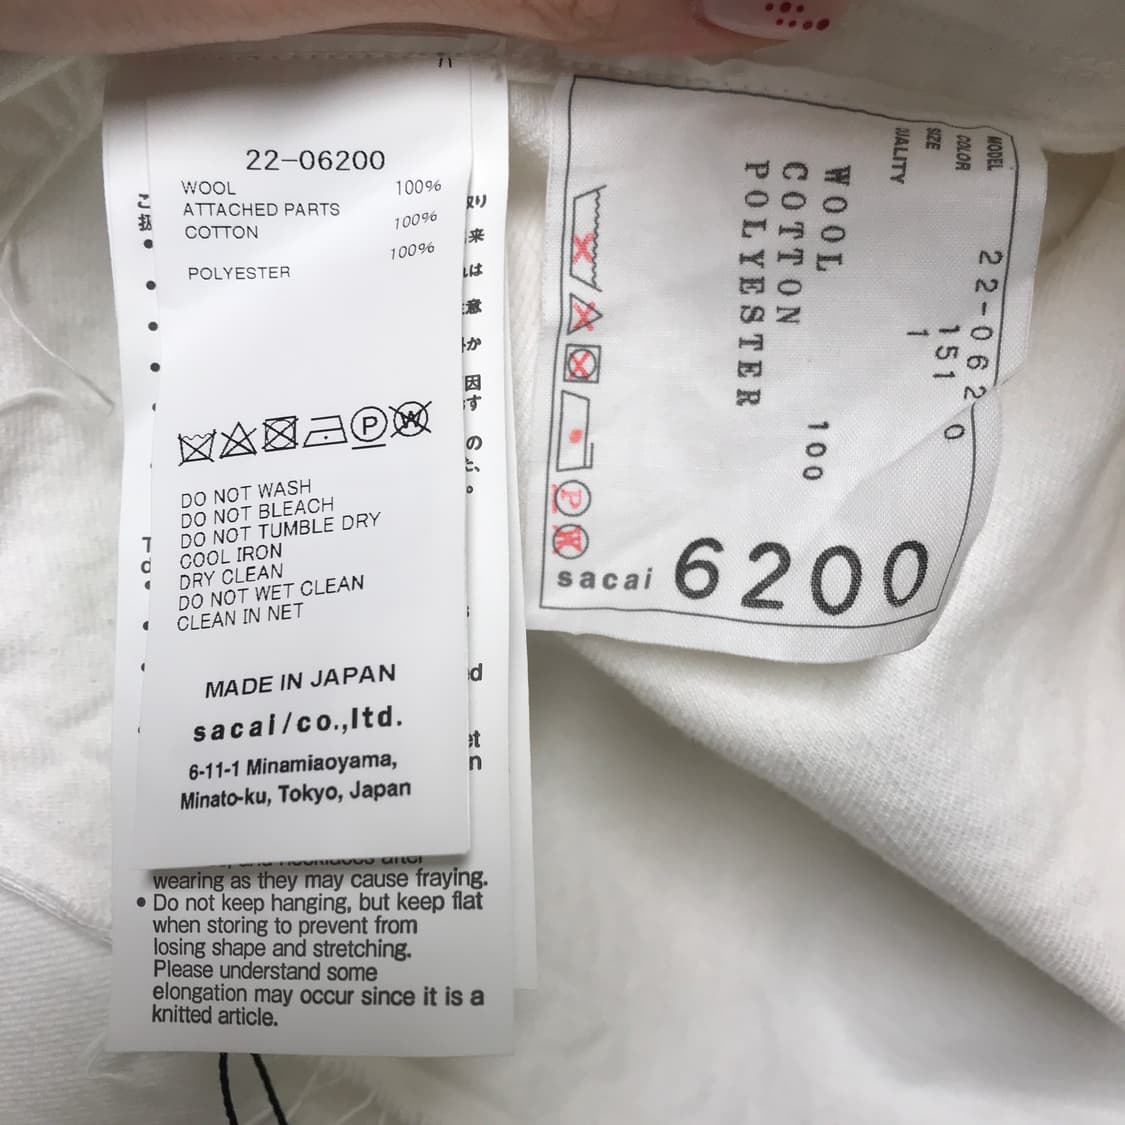 22-06200
WOOL 100%
ATTACHED PARTS
COTTON 100%
100%
POLYESTER
P
W
DO NOT WASH
DO NOT BLEACH
DO NOT TUMBLE DRY
COOL IRON
DRY CLEAN
DO NOT WET CLEAN
CLEAN IN NET
MADE IN JAPAN
sacai/co.,ltd.
6-11-1 Minamiaoyama,
Minato-ku, Tokyo, Japan
wearing as they may cause fraying.
• Do not keep hanging, but keep flat
when storing to prevent from
losing shape and stretching.
Please understand some
elongation may occur since it is a
knitted article.
MODEL 22-062 0
COLOR 151
SIZE 1
WOOL 100
COTTON
POLYESTER
P
W
sacai 6200